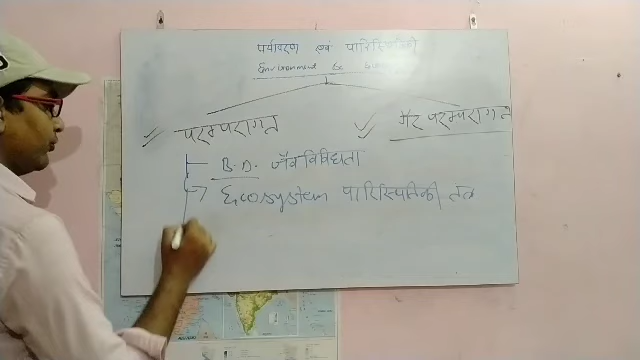 पर्यावरण एवं पारिस्थितिकी
Environment &
परम्परागत
गैर परम्परागत
B.D. जैवविविधता
Ecosystem पारिस्थितिकी तंत्र